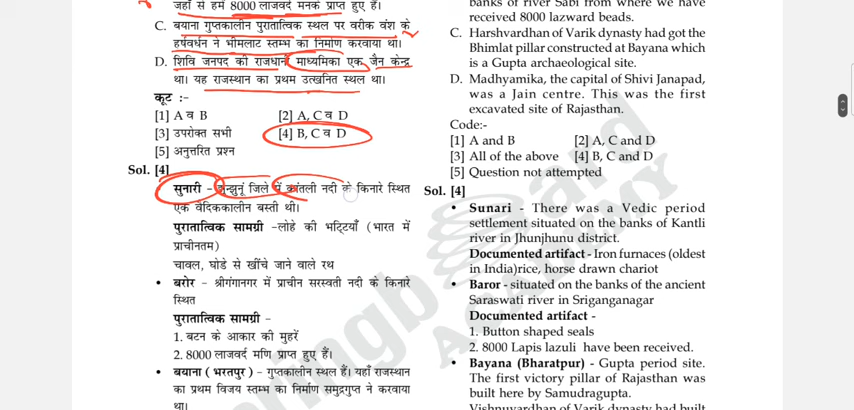 जहाँ से हमें 8000 लाजवर्द मनके प्राप्त हुए हैं।
C. बयाना गुप्तकालीन पुरातात्विक स्थल पर वरीक वंश के
हर्षवर्धन ने भीमलाट स्तम्भ का निर्माण करवाया था।
D. शिवि जनपद की राजधानी माध्यमिका एक जैन केन्द्र
था। यह राजस्थान का प्रथम उत्खनित स्थल था।
कूट :-
[1] A व B [2] A, C व D
[3] उपरोक्त सभी [4] B, C व D
[5] अनुत्तरित प्रश्न
Sol. [4]
सुनारी - झुन्झुनूं जिले में कांतली नदी के किनारे स्थित
एक वैदिककालीन बस्ती थी।
पुरातात्विक सामग्री -लोहे की भट्टियाँ (भारत में
प्राचीनतम)
चावल, घोडे से खींचे जाने वाले रथ
• बरोर - श्रीगंगानगर में प्राचीन सरस्वती नदी के किनारे
स्थित
पुरातात्विक सामग्री -
1. बटन के आकार की मुहरें
2. 8000 लाजवर्द मणि प्राप्त हुए हैं।
• बयाना ( भरतपुर ) - गुप्तकालीन स्थल हैं। यहाँ राजस्थान
का प्रथम विजय स्तम्भ का निर्माण समुद्रगुप्त ने करवाया
था।
banks of river Sabi from where we have
received 8000 lazward beads.
C. Harshvardhan of Varik dynasty had got the
Bhimlat pillar constructed at Bayana which
is a Gupta archaeological site.
D. Madhyamika, the capital of Shivi Janapad,
was a Jain centre. This was the first
excavated site of Rajasthan.
Code:-
[1] A and B [2] A, C and D
[3] All of the above [4] B, C and D
[5] Question not attempted
Sol. [4]
• Sunari - There was a Vedic period
settlement situated on the banks of Kantli
river in Jhunjhunu district.
Documented artifact - Iron furnaces (oldest
in India)rice, horse drawn chariot
• Baror - situated on the banks of the ancient
Saraswati river in Sriganganagar
Documented artifact -
1. Button shaped seals
2. 8000 Lapis lazuli have been received.
• Bayana (Bharatpur) - Gupta period site.
The first victory pillar of Rajasthan was
built here by Samudragupta.
Vishnuvardhan of Varik dynasty had built